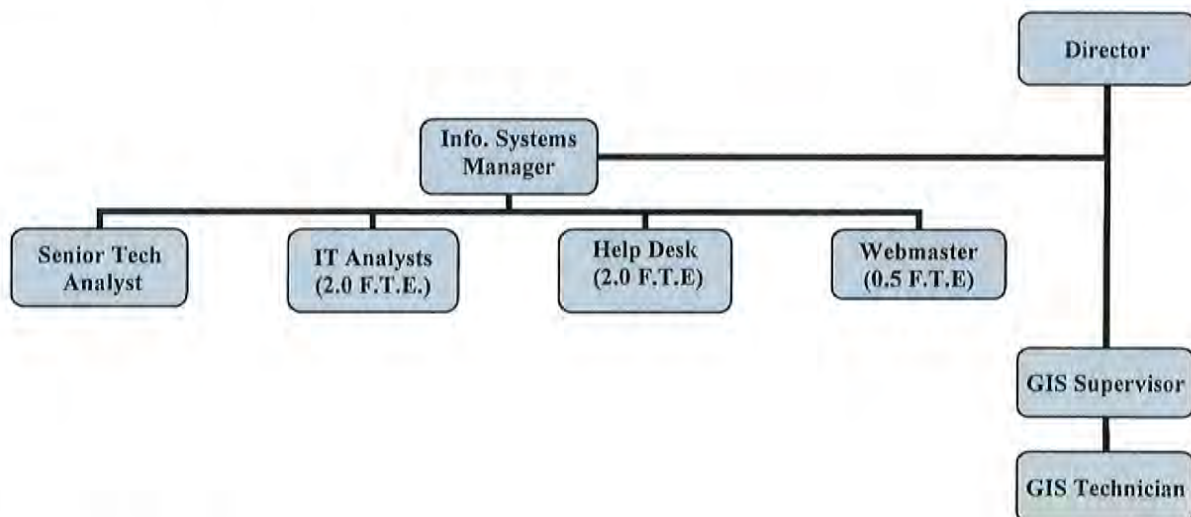 Director
Info. Systems
Manager
Senior Tech
Analyst
IT Analysts
(2.0 F.T.E.)
Help Desk
(2.0 F.T.E)
Webmaster
(0.5 F.T.E)
GIS Supervisor
GIS Technician